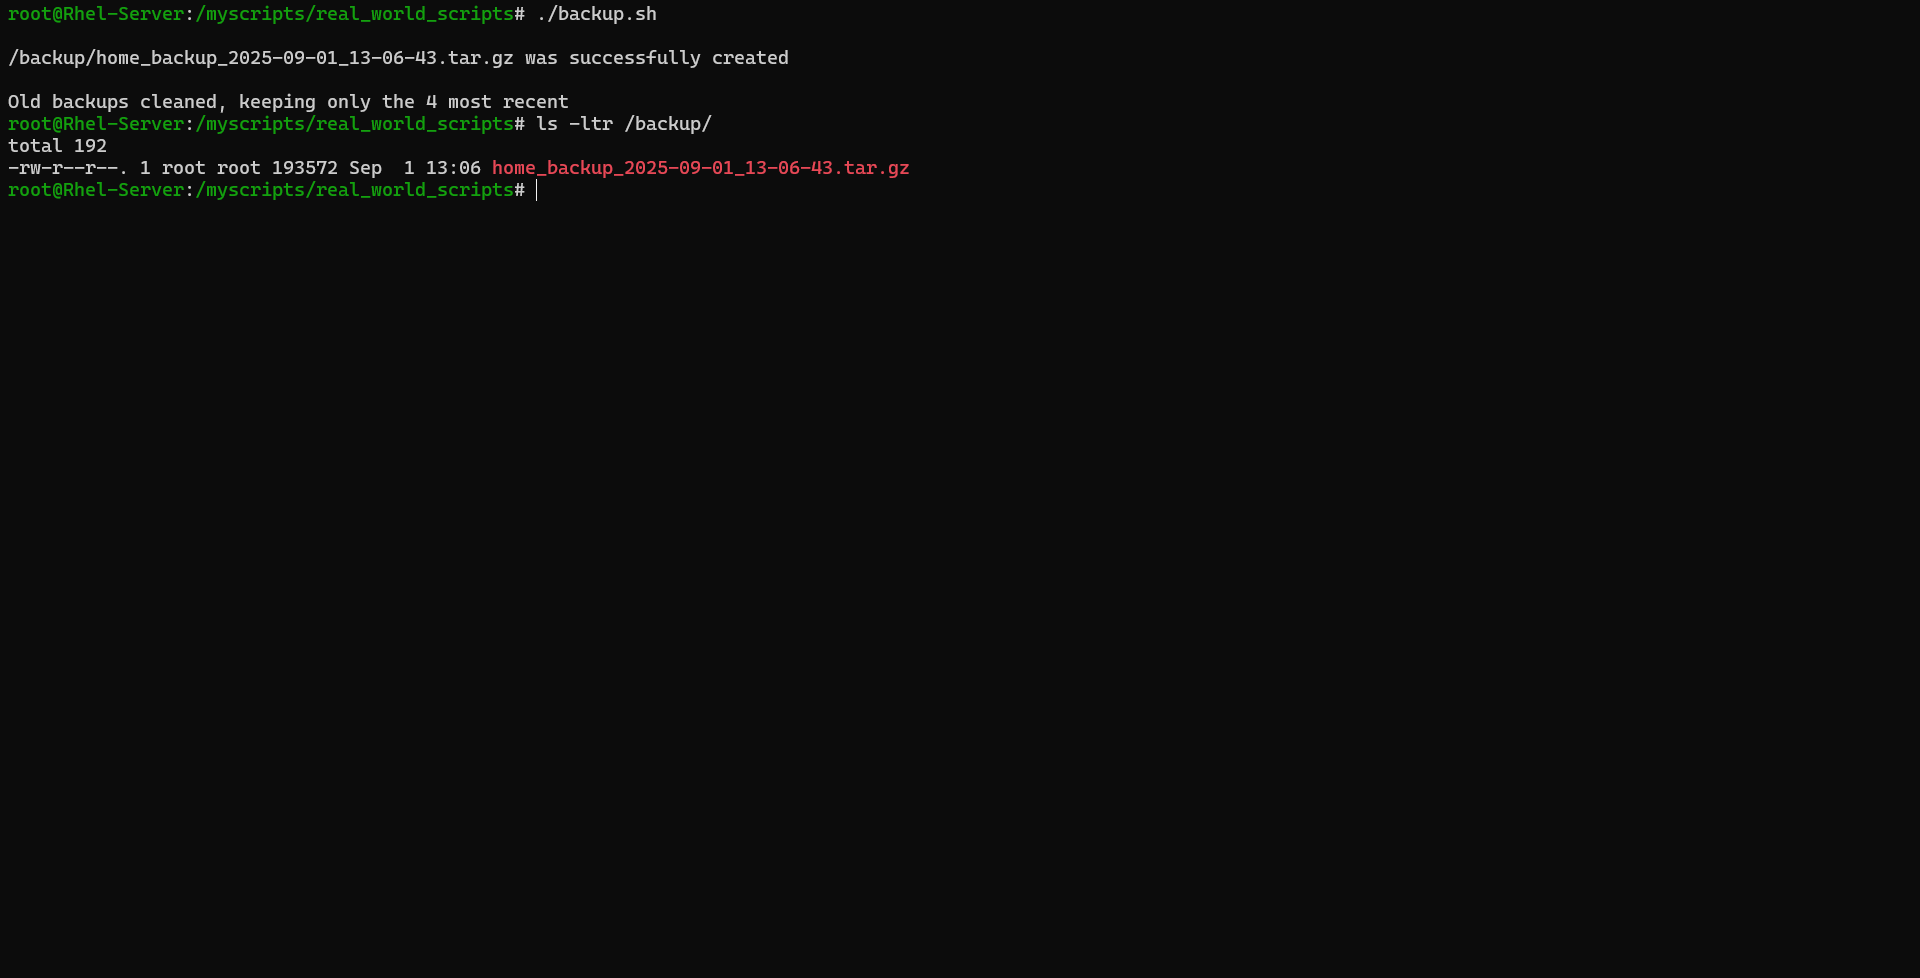 root@Rhel-Server:/myscripts/real_world_scripts# ./backup.sh
/backup/home_backup_2025-09-01_13-06-43.tar.gz was successfully created
Old backups cleaned, keeping only the 4 most recent
root@Rhel-Server:/myscripts/real_world_scripts# ls -ltr /backup/
total 192
-rw-r--r--. 1 root root 193572 Sep  1 13:06 home_backup_2025-09-01_13-06-43.tar.gz
root@Rhel-Server:/myscripts/real_world_scripts#